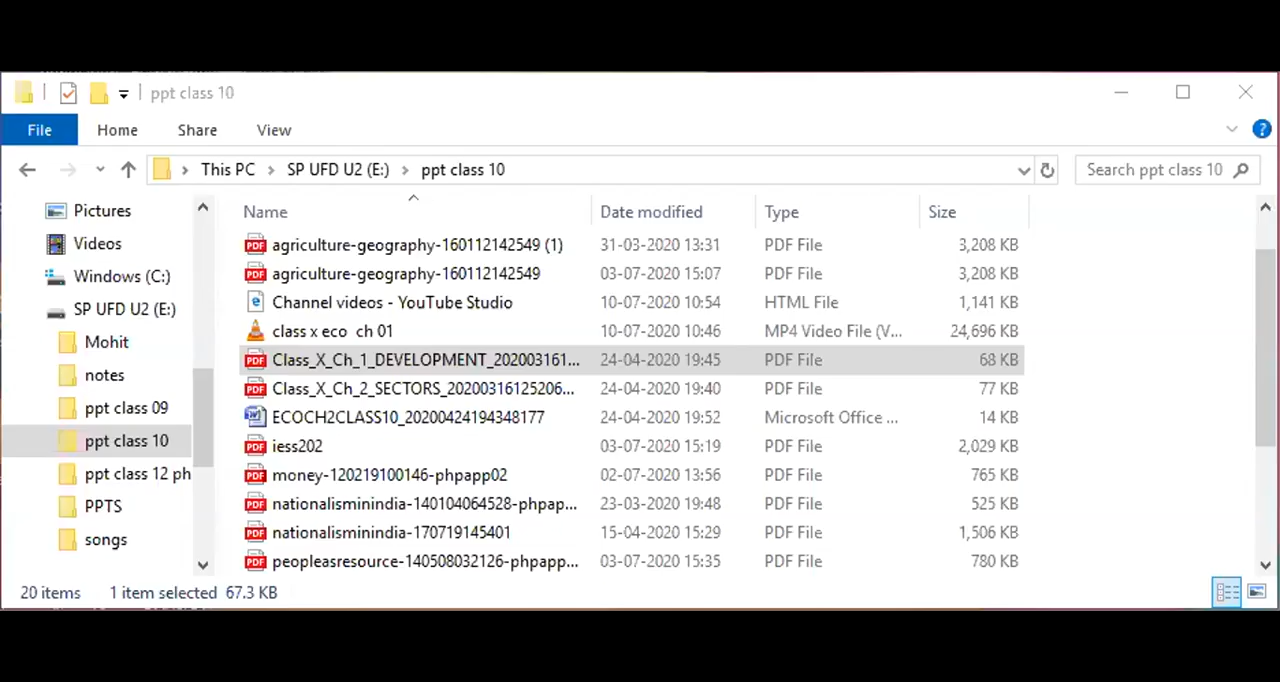 ppt class 10
File Home Share View
This PC SP UFD U2 (E:) ppt class 10 Search ppt class 10
Name Date modified Type Size
Pictures
Videos
Windows (C:)
SP UFD U2 (E:)
Mohit
notes
ppt class 09
ppt class 10
ppt class 12 ph
PPTS
songs
agriculture-geography-160112142549 (1) 31-03-2020 13:31 PDF File 3,208 KB
agriculture-geography-160112142549 03-07-2020 15:07 PDF File 3,208 KB
Channel videos - YouTube Studio 10-07-2020 10:54 HTML File 1,141 KB
class x eco ch 01 10-07-2020 10:46 MP4 Video File (V... 24,696 KB
Class_X_Ch_1_DEVELOPMENT_202003161... 24-04-2020 19:45 PDF File 68 KB
Class_X_Ch_2_SECTORS_20200316125206... 24-04-2020 19:40 PDF File 77 KB
ECOCH2CLASS10_20200424194348177 24-04-2020 19:52 Microsoft Office ... 14 KB
iess202 03-07-2020 15:19 PDF File 2,029 KB
money-120219100146-phpapp02 02-07-2020 13:56 PDF File 765 KB
nationalisminindia-140104064528-phpap... 23-03-2020 19:48 PDF File 525 KB
nationalisminindia-170719145401 15-04-2020 15:29 PDF File 1,506 KB
peopleasresource-140508032126-phpapp... 03-07-2020 15:35 PDF File 780 KB
20 items 1 item selected 67.3 KB